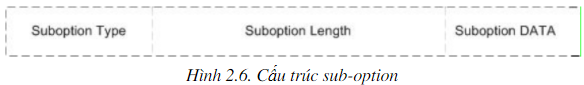 Suboption Type Suboption Length Suboption DATA
Hình 2.6. Cấu trúc sub-option